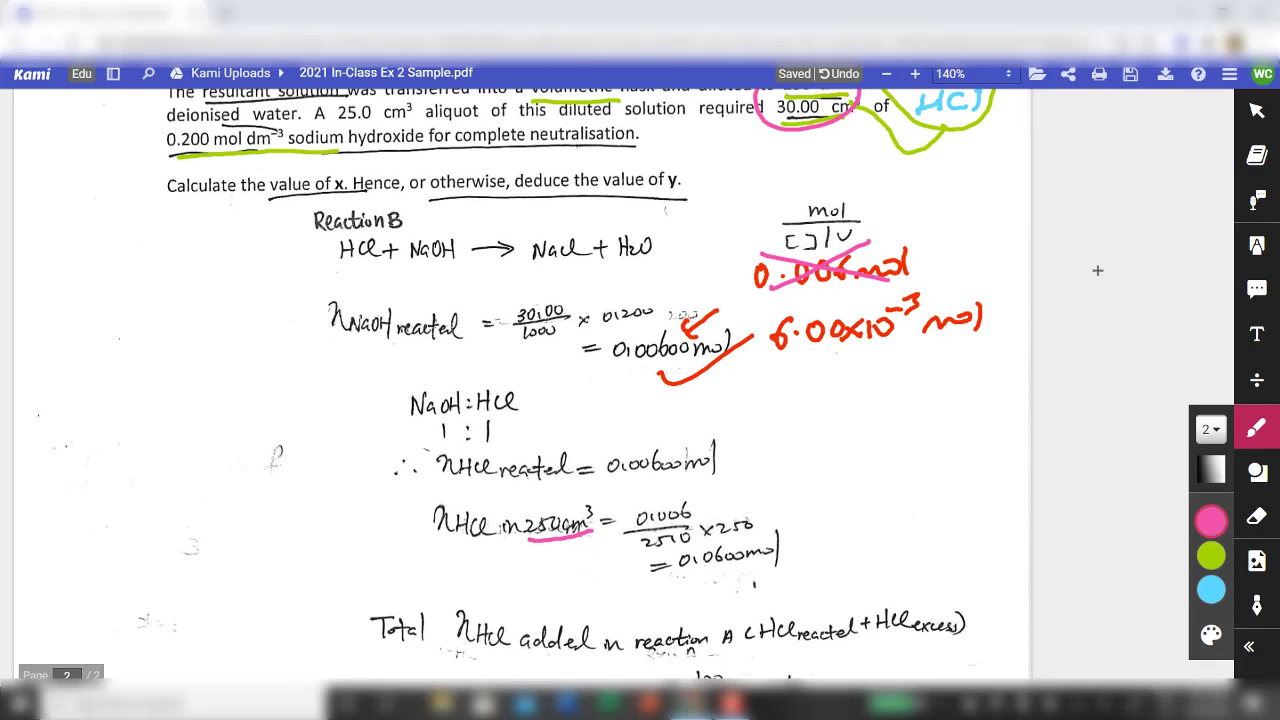 Kami Edu Kami Uploads > 2021 In-Class Ex 2 Sample.pdf Saved Undo 140% WC
The resultant solution was transferred into a volumetric flask and diluted to 250
deionised water. A 25.0 cm³ aliquot of this diluted solution required 30.00 cm³ of
HCl
0.200 mol dm⁻³ sodium hydroxide for complete neutralisation.
Calculate the value of x. Hence, or otherwise, deduce the value of y.
Reaction B
mol
[ ] / V
HCl + NaOH ⟶ NaCl + H2O
0.006 mol
nNaOH reacted = 30.00/1000 × 0.200
= 0.00600 mol
6.00×10⁻³ mol
NaOH : HCl
1 : 1
∴ nHCl reacted = 0.00600 mol
nHCl in 250cm³ = 0.006/25.0 × 250
= 0.0600 mol
Total nHCl added in reaction A (HCl reacted + HCl excess)
2
Page 2 / 2